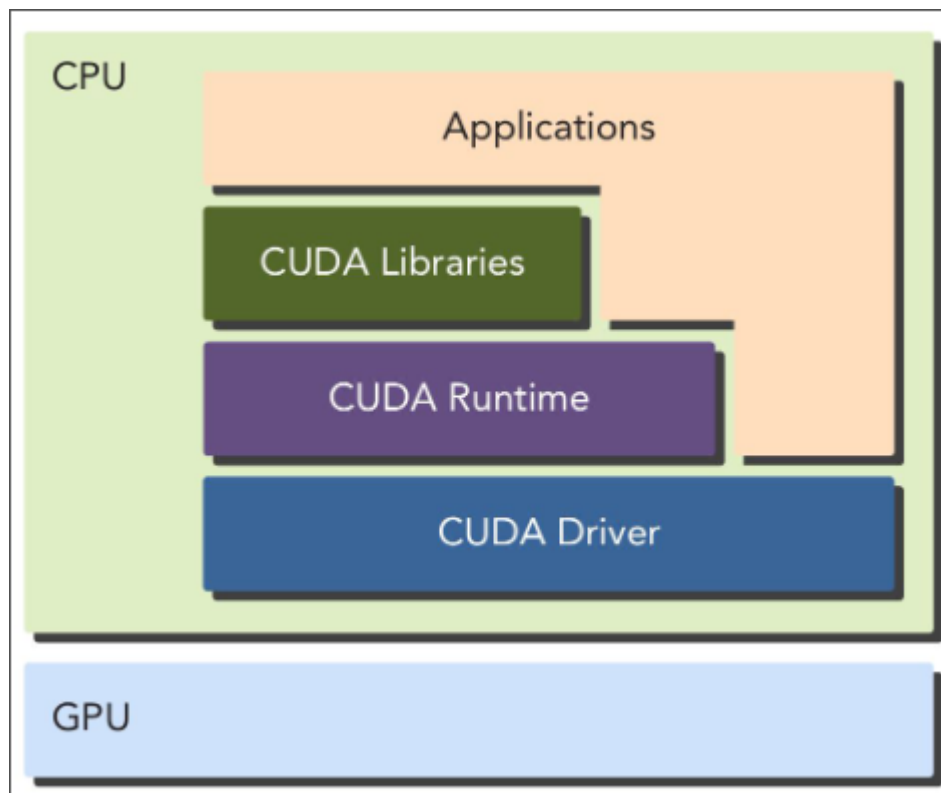 CPU
Applications
CUDA Libraries
CUDA Runtime
CUDA Driver
GPU